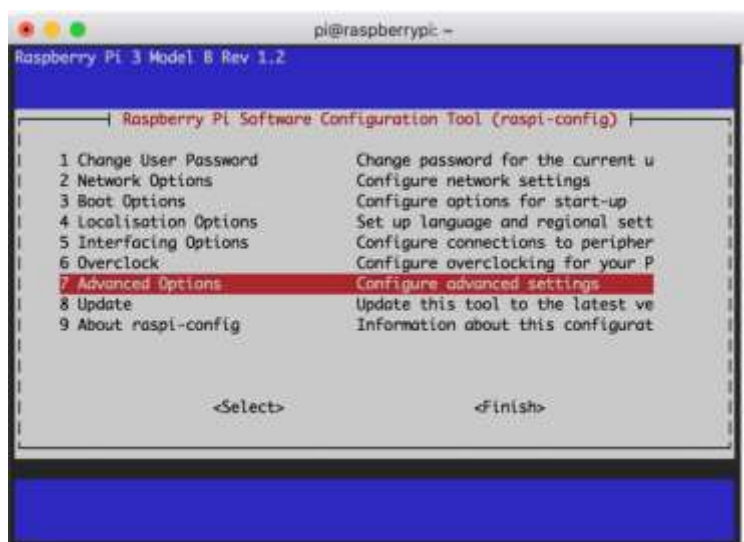 pi@raspberrypi: ~
Raspberry Pi 3 Model B Rev 1.2
Raspberry Pi Software Configuration Tool (raspi-config)
1 Change User Password Change password for the current u
2 Network Options Configure network settings
3 Boot Options Configure options for start-up
4 Localisation Options Set up language and regional sett
5 Interfacing Options Configure connections to peripher
6 Overclock Configure overclocking for your P
7 Advanced Options Configure advanced settings
8 Update Update this tool to the latest ve
9 About raspi-config Information about this configurat
<Select> <Finish>